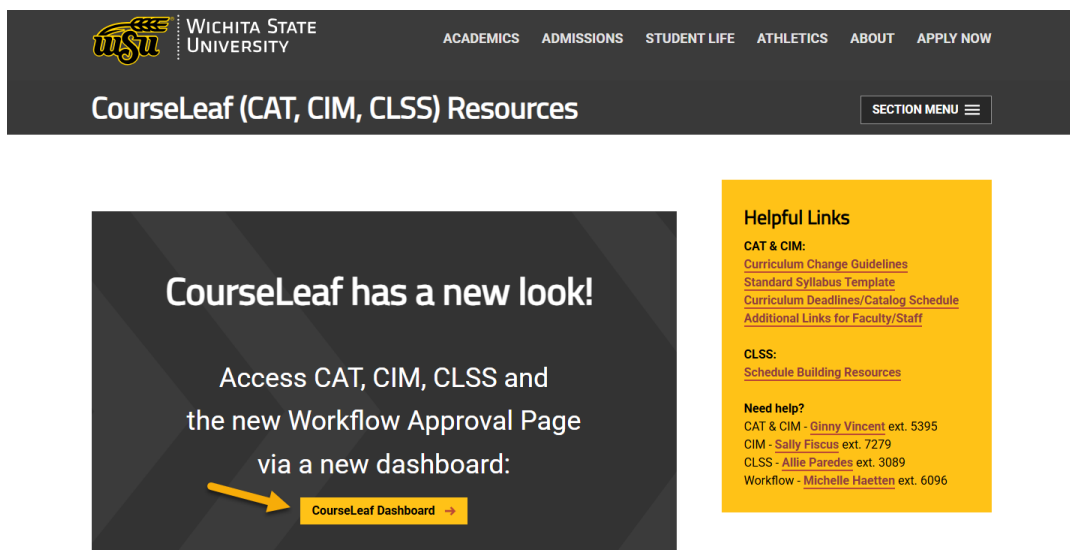 wsu
WICHITA STATE
UNIVERSITY
ACADEMICS ADMISSIONS STUDENT LIFE ATHLETICS ABOUT APPLY NOW
CourseLeaf (CAT, CIM, CLSS) Resources
SECTION MENU
CourseLeaf has a new look!
Access CAT, CIM, CLSS and
the new Workflow Approval Page
via a new dashboard:
CourseLeaf Dashboard →
Helpful Links
CAT & CIM:
Curriculum Change Guidelines
Standard Syllabus Template
Curriculum Deadlines/Catalog Schedule
Additional Links for Faculty/Staff
CLSS:
Schedule Building Resources
Need help?
CAT & CIM - Ginny Vincent ext. 5395
CIM - Sally Fiscus ext. 7279
CLSS - Allie Paredes ext. 3089
Workflow - Michelle Haetten ext. 6096